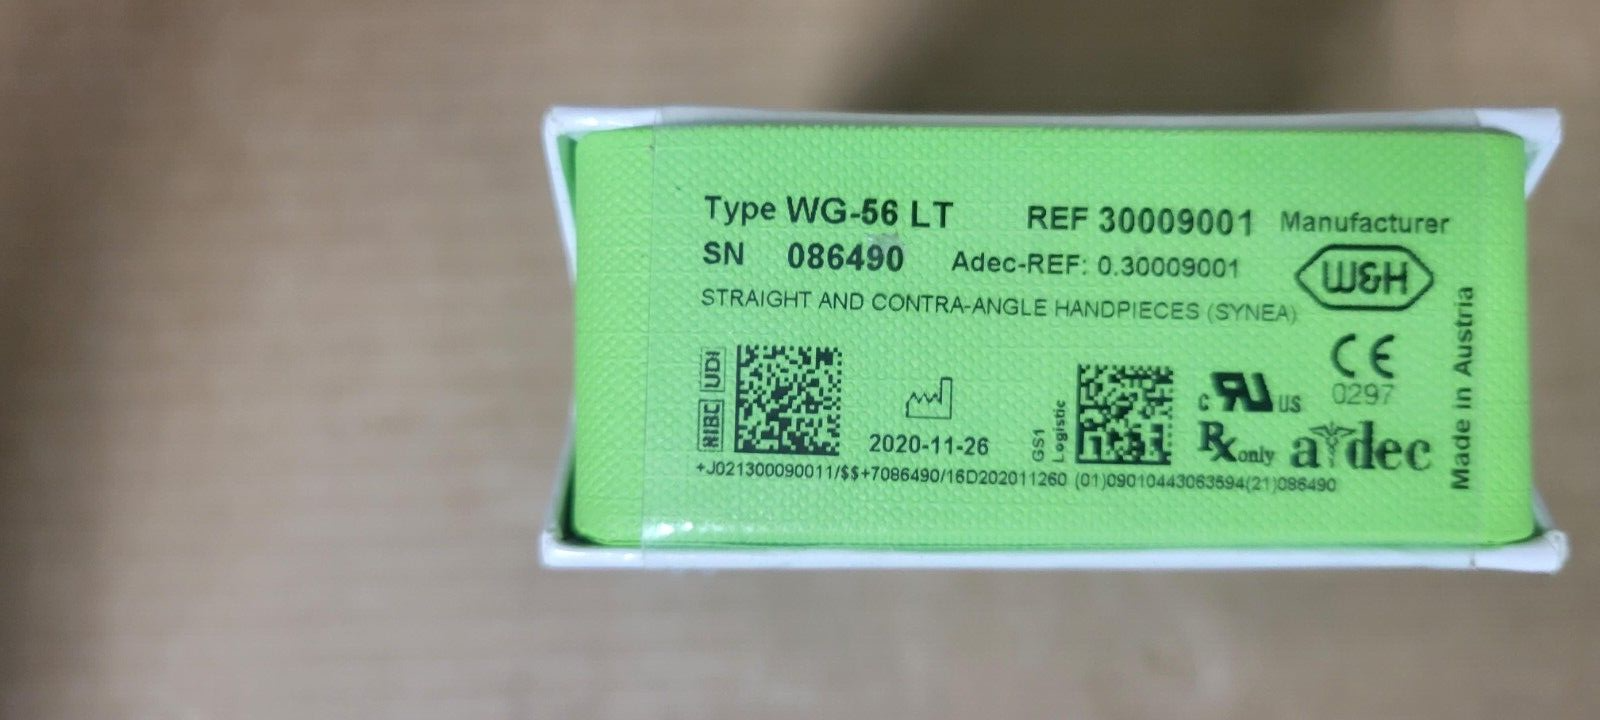 Type WG-56 LT REF 30009001 Manufacturer
SN 086490 Adec-REF: 0.30009001 W&H
STRAIGHT AND CONTRA-ANGLE HANDPIECES (SYNEA)
HIBC UDI
2020-11-26
GS1 Logistic
c RU US
CE 0297
Rx only
a dec
+J021300090011/$$+7086490/16D202011260 (01)09010443063594(21)086490
Made in Austria